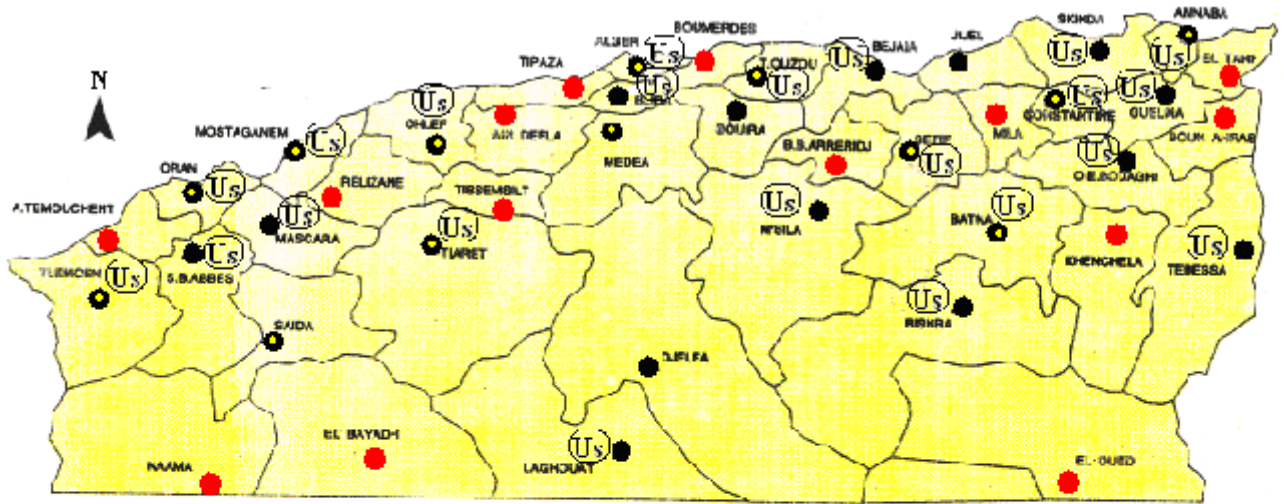 SKIKDA
ANNABA
BOUMERDES
ALGER
Us
JIJEL
BEJAIA
Us
Us
Us
TIPAZA
T.OUZOU
EL TARF
N
Us
Us
Us
BLIDA
Us
Us
CHLEF
CONSTANTINE
GUELMA
MOSTAGANEM
AIN DEFLA
BOUIRA
MILA
SOUK AHRAS
Us
MEDEA
B.B.ARRERIDJ
SETIF
Us
Us
O.E.BOUAGHI
ORAN
Us
RELIZANE
TISSEMSILT
A.TEMOUCHENT
Us
Us
Us
Us
MASCARA
M'SILA
BATNA
TIARET
Us
TLEMCEN
Us
S.B.ABBES
Us
KHENCHELA
TEBESSA
Us
BISKRA
SAIDA
DJELFA
EL BAYADH
NAAMA
Us
LAGHOUAT
EL-OUED